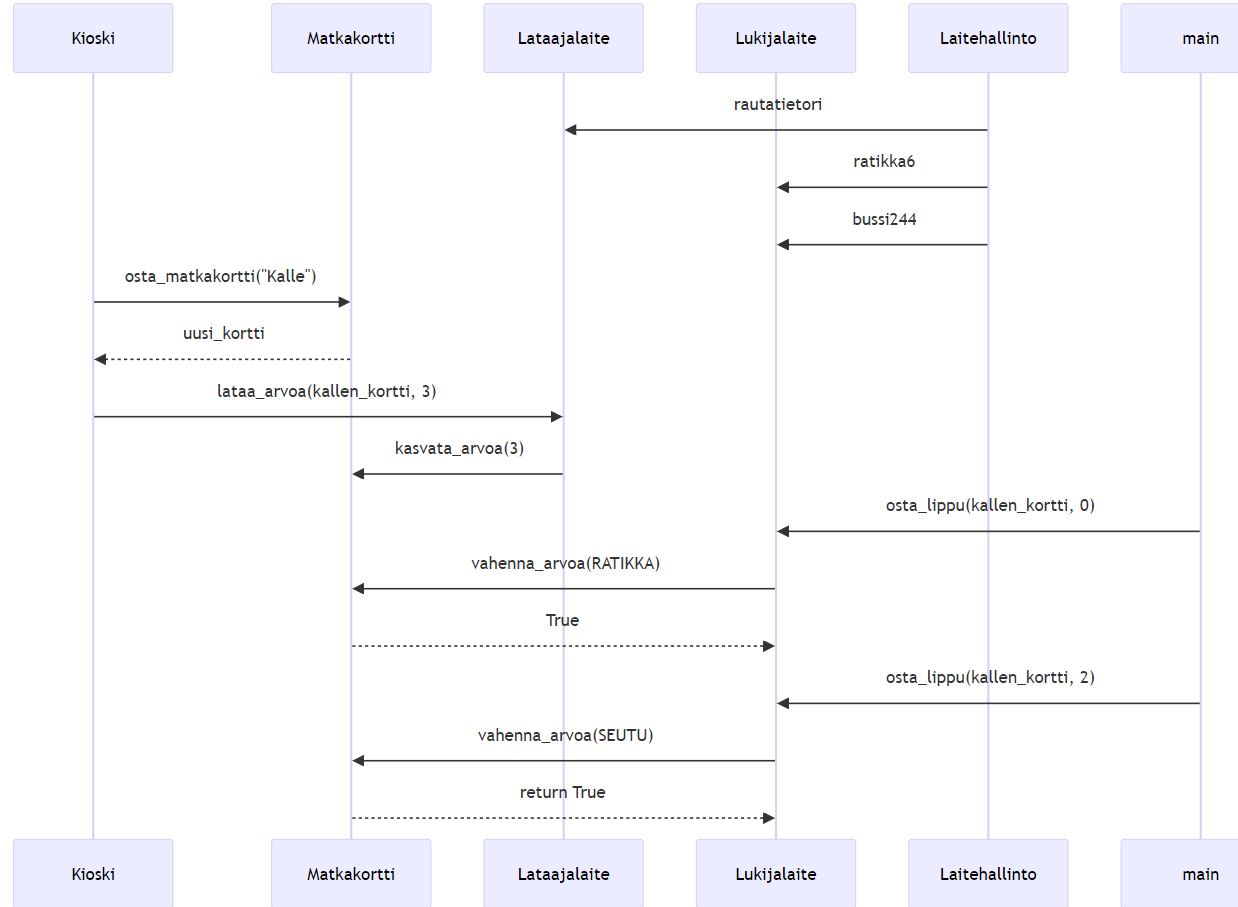 Kioski
Matkakortti
Lataajalaite
Lukijalaite
Laitehallinto
main
rautatietori
ratikka6
bussi244
osta_matkakortti("Kalle")
uusi_kortti
lataa_arvoa(kallen_kortti, 3)
kasvata_arvoa(3)
osta_lippu(kallen_kortti, 0)
vahenna_arvoa(RATIKKA)
True
osta_lippu(kallen_kortti, 2)
vahenna_arvoa(SEUTU)
return True
Kioski
Matkakortti
Lataajalaite
Lukijalaite
Laitehallinto
main